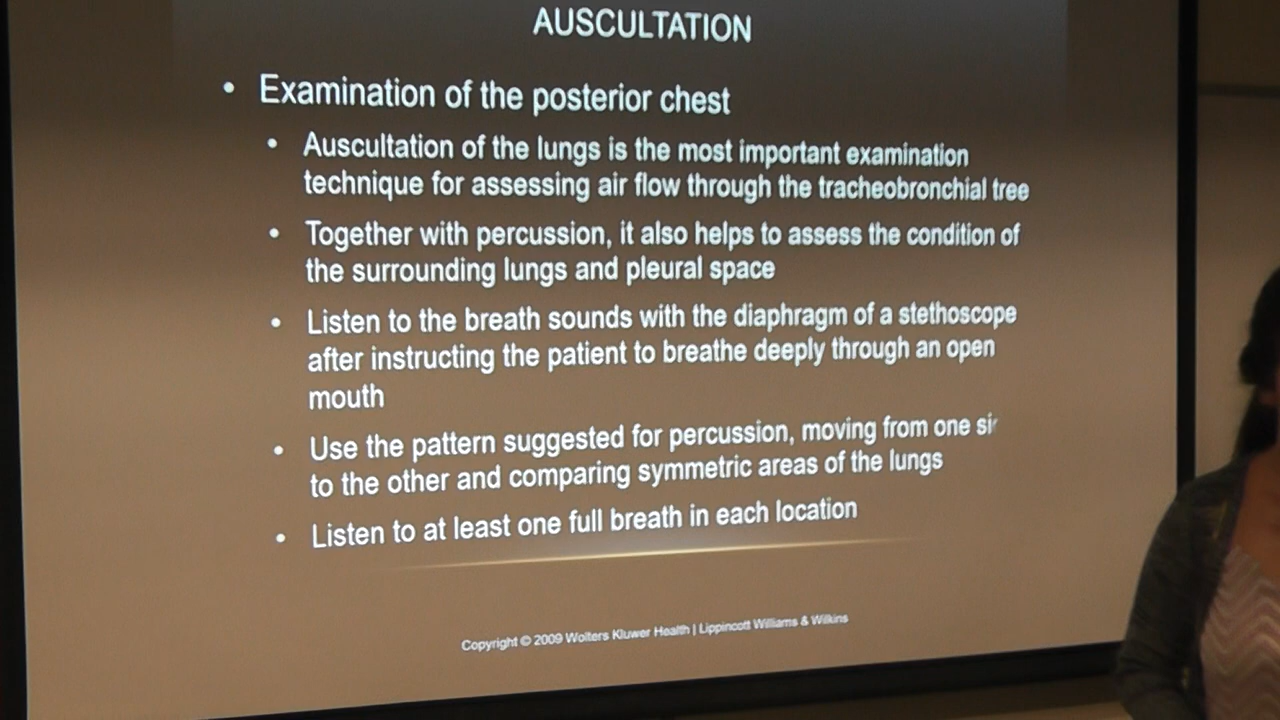 AUSCULTATION
• Examination of the posterior chest
• Auscultation of the lungs is the most important examination
technique for assessing air flow through the tracheobronchial tree
• Together with percussion, it also helps to assess the condition of
the surrounding lungs and pleural space
• Listen to the breath sounds with the diaphragm of a stethoscope
after instructing the patient to breathe deeply through an open
mouth
• Use the pattern suggested for percussion, moving from one
to the other and comparing symmetric areas of the lungs
• Listen to at least one full breath in each location
Copyright © 2009 Wolters Kluwer Health | Lippincott Williams & Wilkins